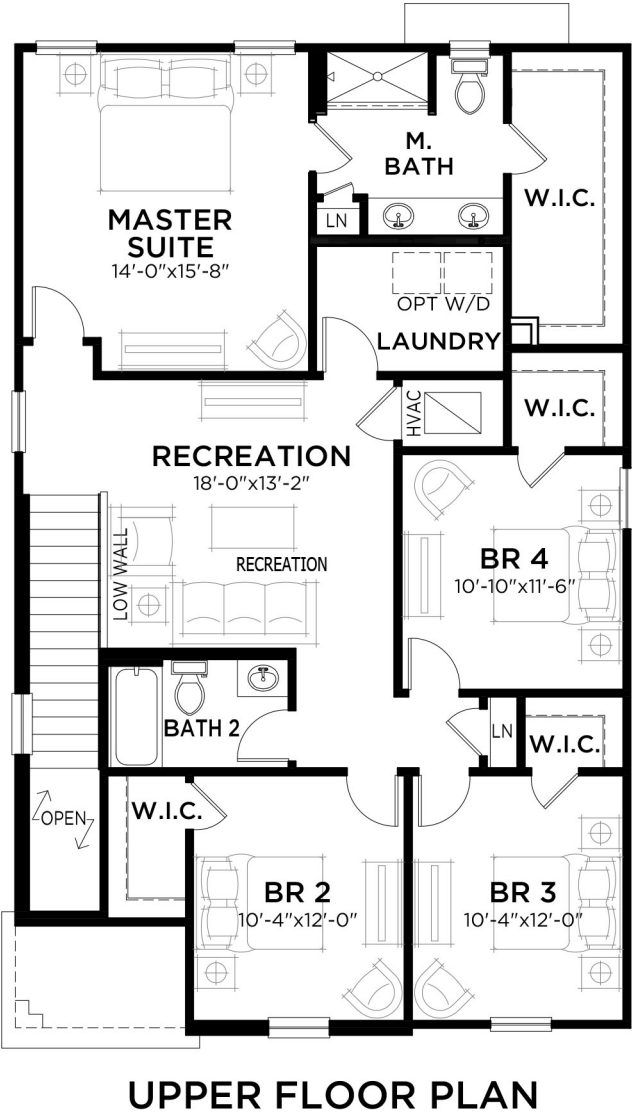 M.
BATH
W.I.C.
MASTER
SUITE
14'-0"x15'-8"
LN
OPT W/D
LAUNDRY
HVAC
W.I.C.
RECREATION
18'-0"x13'-2"
LOW WALL
RECREATION
BR 4
10'-10"x11'-6"
BATH 2
LN
W.I.C.
OPEN
W.I.C.
BR 2
10'-4"x12'-0"
BR 3
10'-4"x12'-0"
UPPER FLOOR PLAN